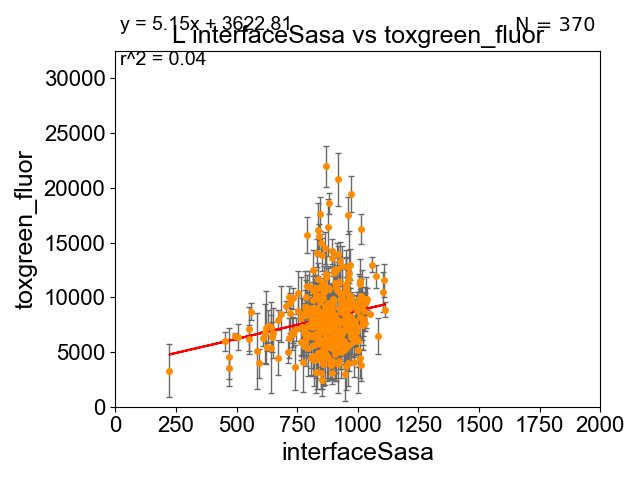 y = 5.15x + 3622.81
N = 370
L interfaceSasa vs toxgreen_fluor
r^2 = 0.04
30000
25000
20000
15000
10000
5000
0
toxgreen_fluor
0 250 500 750 1000 1250 1500 1750 2000
interfaceSasa